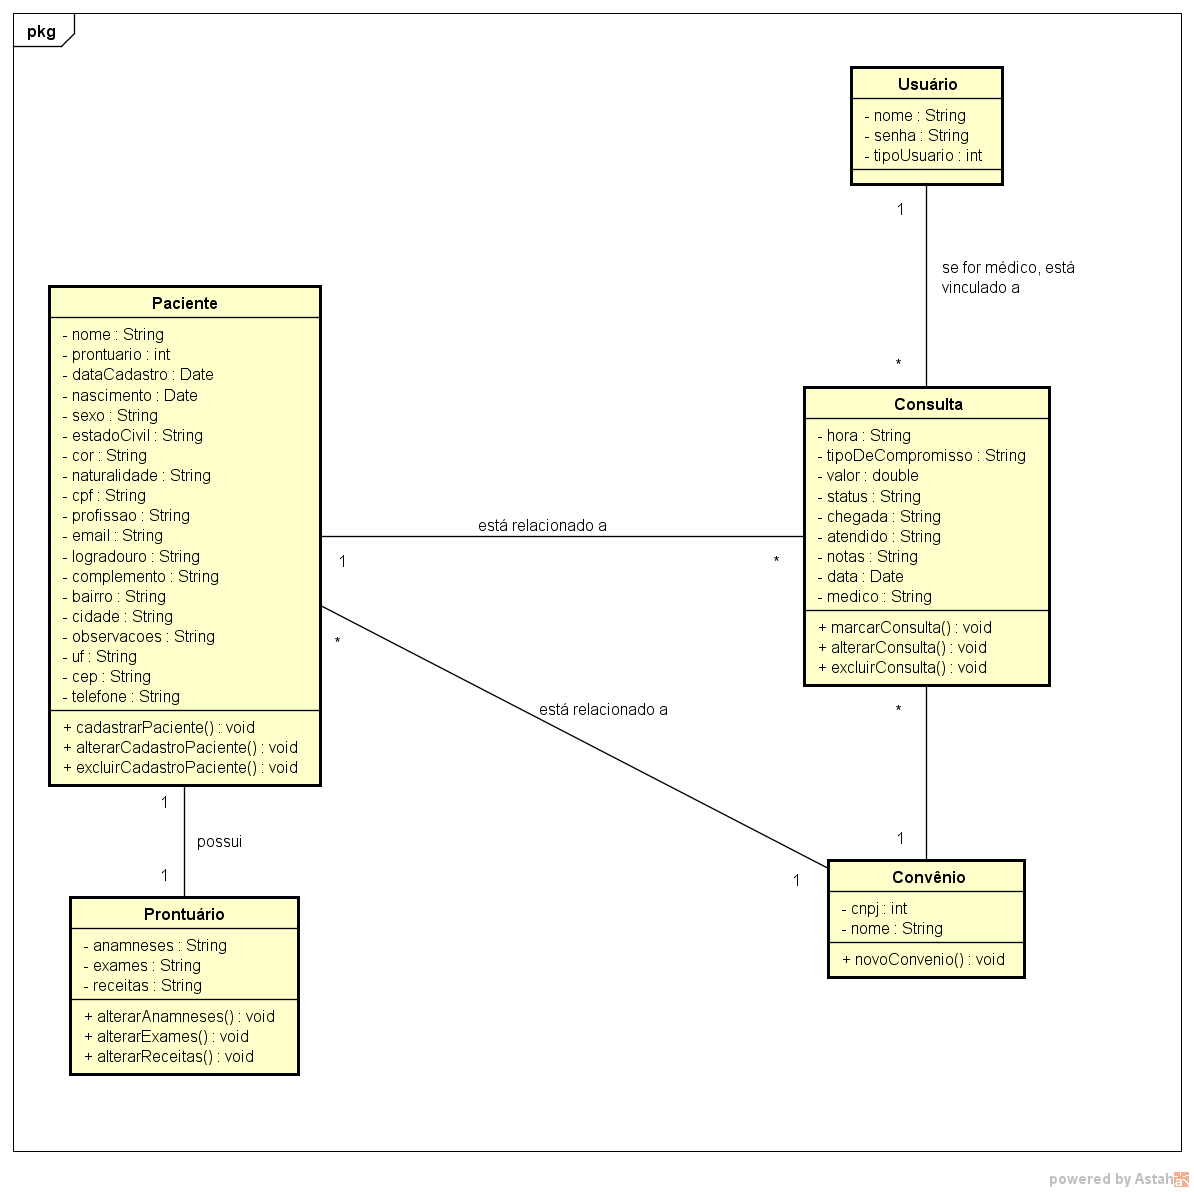 pkg
Usuário
- nome : String
- senha : String
- tipoUsuario : int
1
se for médico, está
vinculado a
*
Paciente
- nome : String
- prontuario : int
- dataCadastro : Date
- nascimento : Date
- sexo : String
- estadoCivil : String
- cor : String
- naturalidade : String
- cpf : String
- profissao : String
- email : String
- logradouro : String
- complemento : String
- bairro : String
- cidade : String
- observacoes : String
- uf : String
- cep : String
- telefone : String
+ cadastrarPaciente() : void
+ alterarCadastroPaciente() : void
+ excluirCadastroPaciente() : void
Consulta
- hora : String
- tipoDeCompromisso : String
- valor : double
- status : String
- chegada : String
- atendido : String
- notas : String
- data : Date
- medico : String
+ marcarConsulta() : void
+ alterarConsulta() : void
+ excluirConsulta() : void
está relacionado a
1
*
*
está relacionado a
1
*
1
1
possui
1
Convênio
- cnpj : int
- nome : String
+ novoConvenio() : void
Prontuário
- anamneses : String
- exames : String
- receitas : String
+ alterarAnamneses() : void
+ alterarExames() : void
+ alterarReceitas() : void
powered by Astah